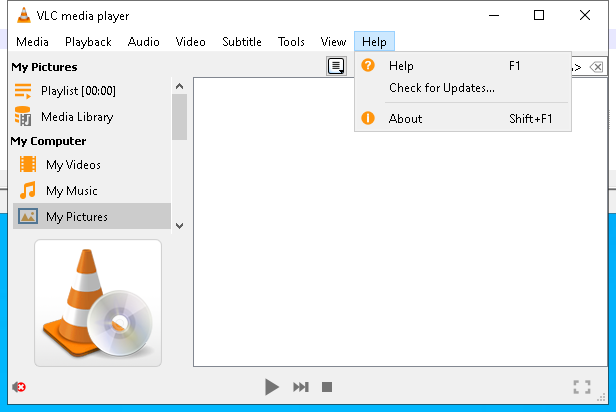 VLC media player
Media Playback Audio Video Subtitle Tools View Help
My Pictures
Playlist [00:00]
Media Library
My Computer
My Videos
My Music
My Pictures
Help F1
Check for Updates...
About Shift+F1